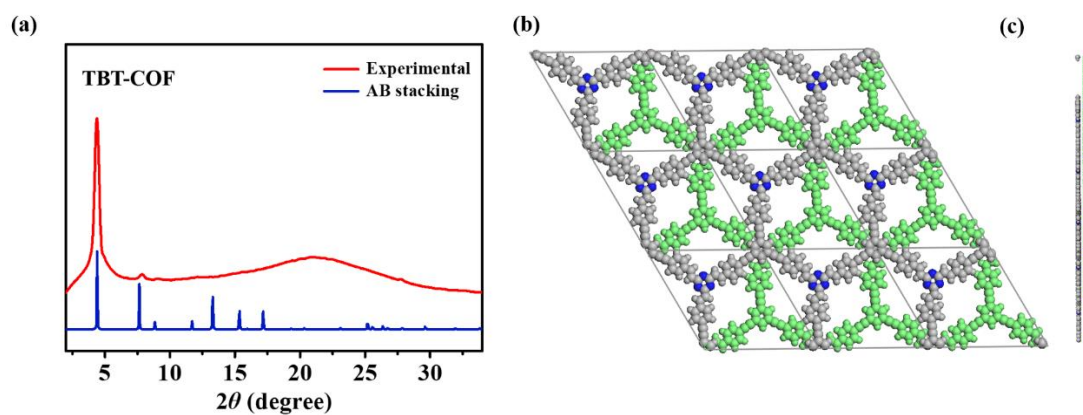 (a)
TBT-COF
Experimental
AB stacking
5
10
15
20
25
30
2θ (degree)
(b)
(c)